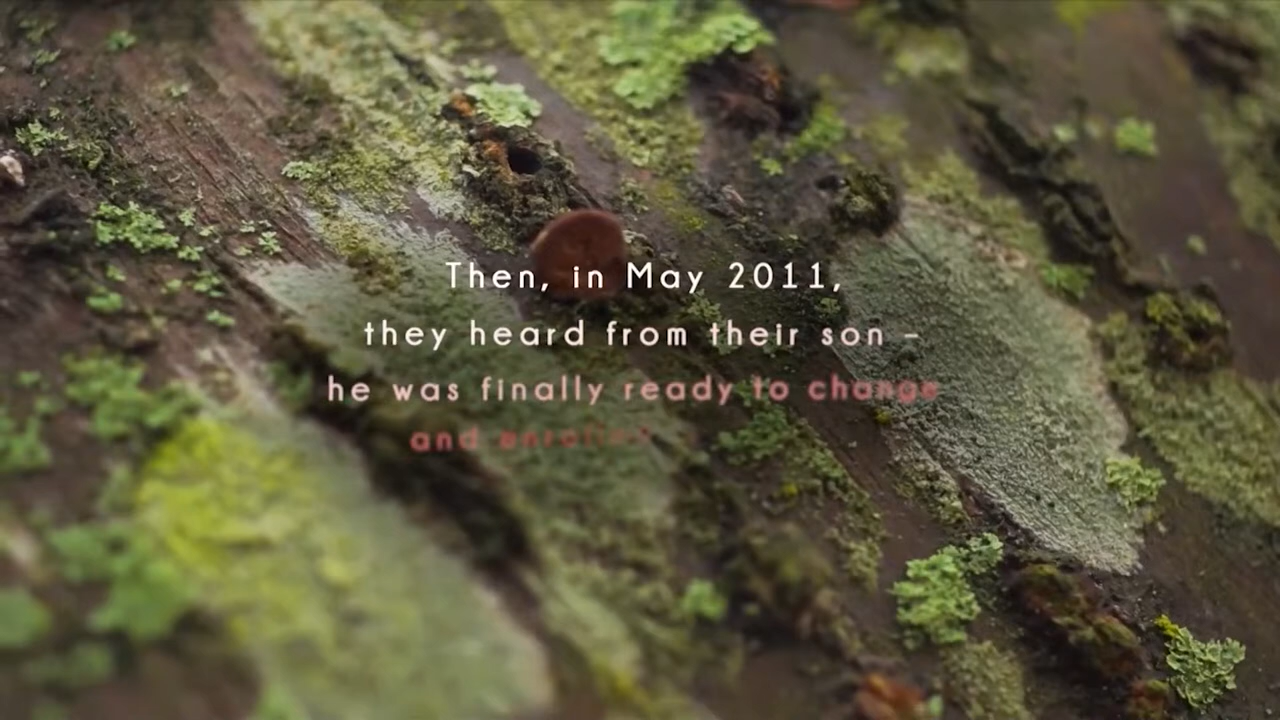 Then, in May 2011,
they heard from their son –
he was finally ready to change
and